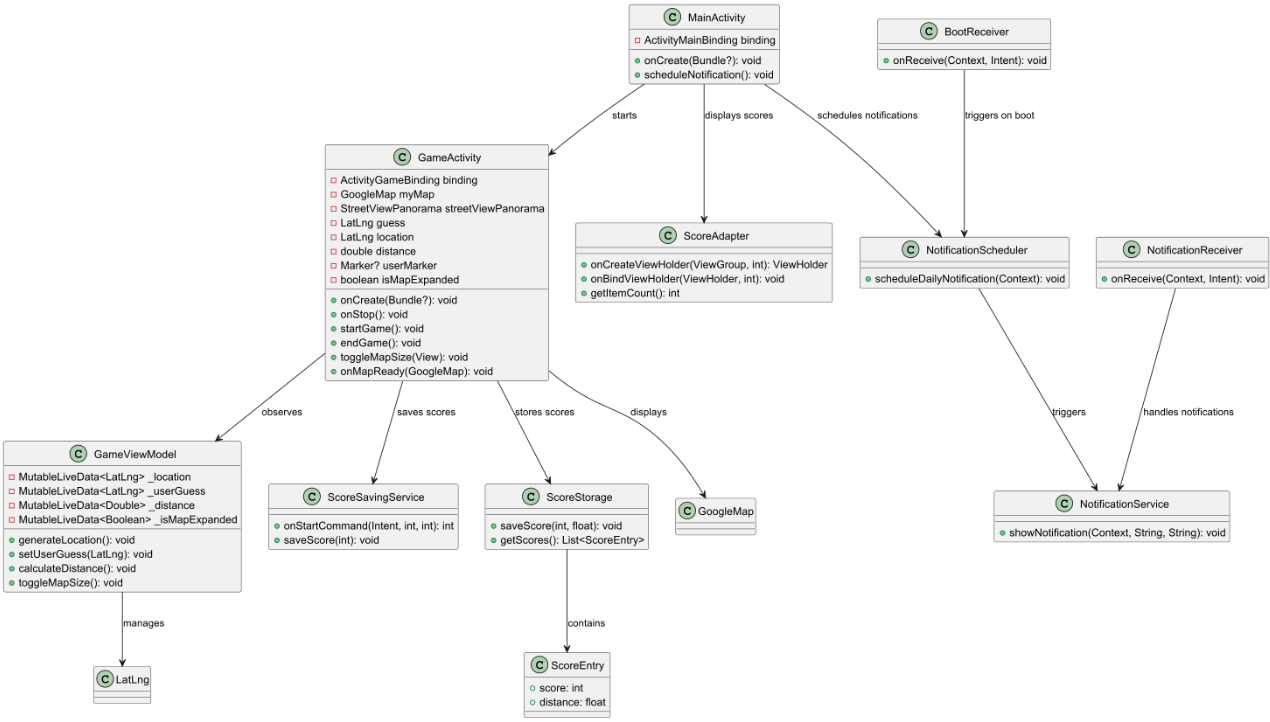 C MainActivity
ActivityMainBinding binding
onCreate(Bundle?): void
scheduleNotification(): void
C BootReceiver
onReceive(Context, Intent): void
starts
displays scores
schedules notifications
triggers on boot
C GameActivity
ActivityGameBinding binding
GoogleMap myMap
StreetViewPanorama streetViewPanorama
LatLng guess
LatLng location
double distance
Marker? userMarker
boolean isMapExpanded
onCreate(Bundle?): void
onStop(): void
startGame(): void
endGame(): void
toggleMapSize(View): void
onMapReady(GoogleMap): void
C ScoreAdapter
onCreateViewHolder(ViewGroup, int): ViewHolder
onBindViewHolder(ViewHolder, int): void
getItemCount(): int
C NotificationScheduler
scheduleDailyNotification(Context): void
C NotificationReceiver
onReceive(Context, Intent): void
observes
saves scores
stores scores
displays
triggers
handles notifications
C GameViewModel
MutableLiveData<LatLng> _location
MutableLiveData<LatLng> _userGuess
MutableLiveData<Double> _distance
MutableLiveData<Boolean> _isMapExpanded
generateLocation(): void
setUserGuess(LatLng): void
calculateDistance(): void
toggleMapSize(): void
C ScoreSavingService
onStartCommand(Intent, int, int): int
saveScore(int): void
C ScoreStorage
saveScore(int, float): void
getScores(): List<ScoreEntry>
C GoogleMap
C NotificationService
showNotification(Context, String, String): void
manages
contains
C LatLng
C ScoreEntry
score: int
distance: float